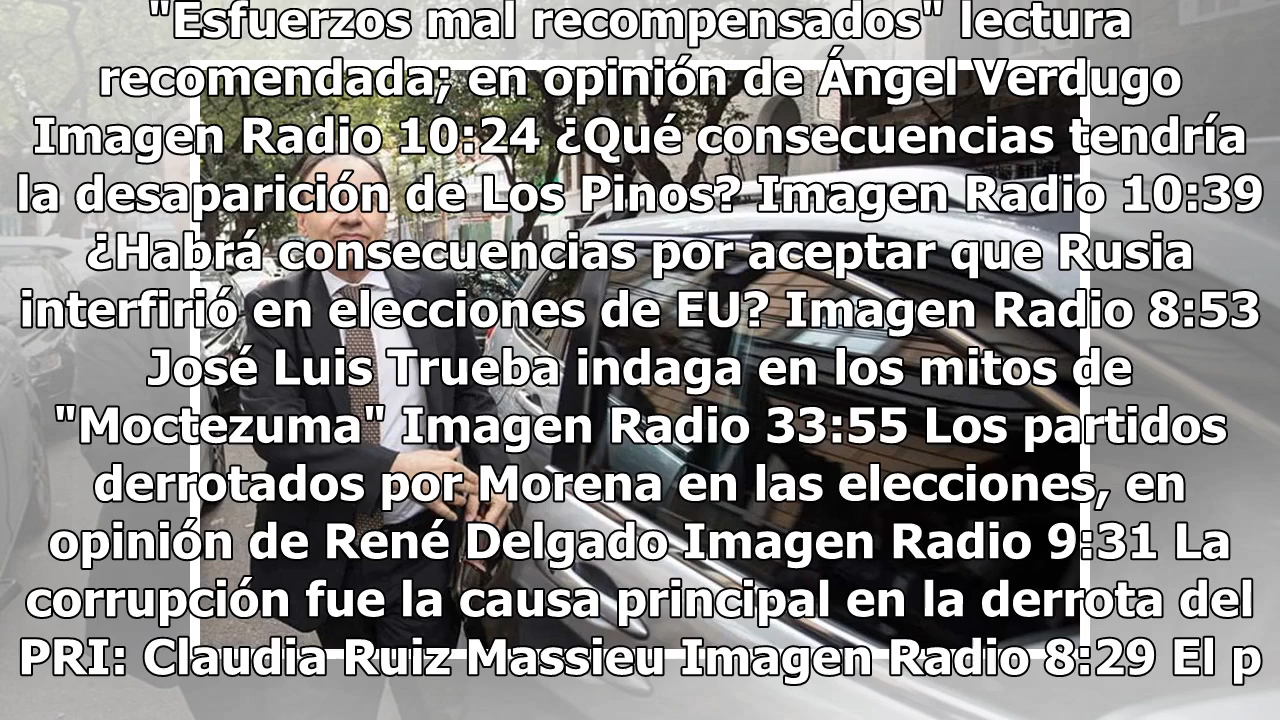 "Esfuerzos mal recompensados" lectura
recomendada; en opinión de Ángel Verdugo
Imagen Radio 10:24 ¿Qué consecuencias tendría
la desaparición de Los Pinos? Imagen Radio 10:39
¿Habrá consecuencias por aceptar que Rusia
interfirió en elecciones de EU? Imagen Radio 8:53
José Luis Trueba indaga en los mitos de
"Moctezuma" Imagen Radio 33:55 Los partidos
derrotados por Morena en las elecciones, en
opinión de René Delgado Imagen Radio 9:31 La
corrupción fue la causa principal en la derrota del
PRI: Claudia Ruiz Massieu Imagen Radio 8:29 El p